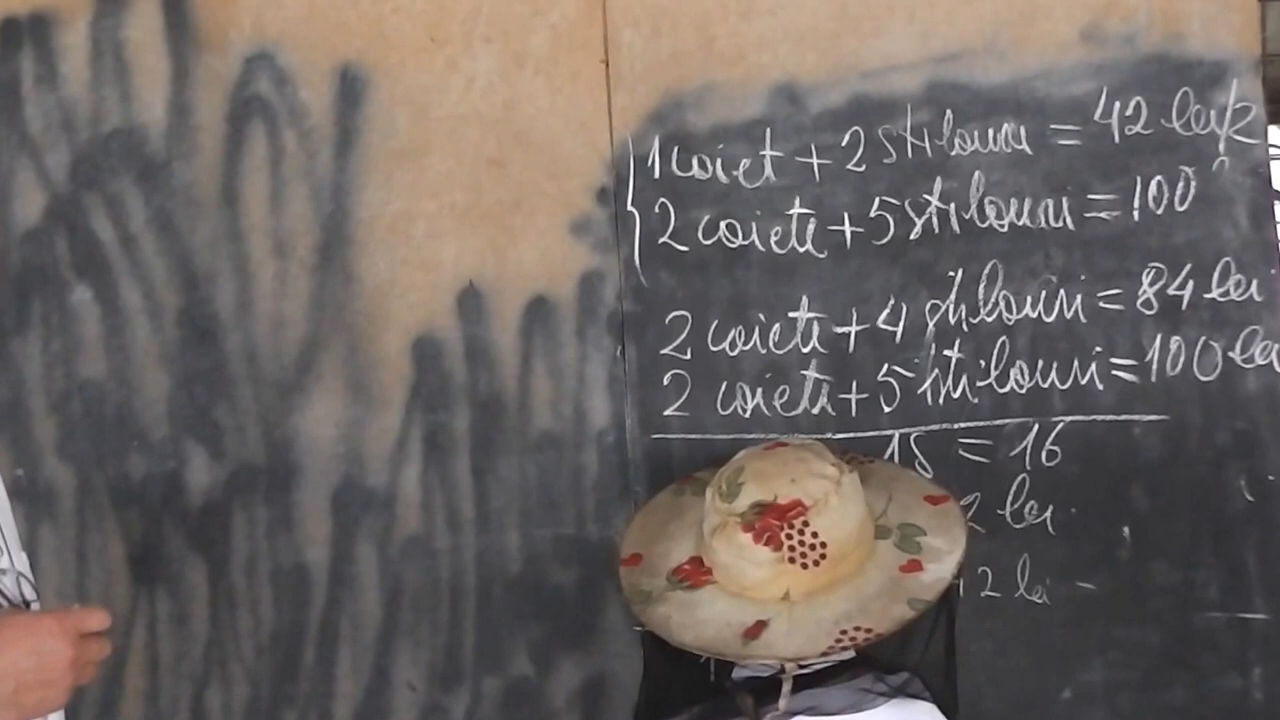 1 caiet + 2 stilouri = 42 lei/2
2 caiete + 5 stilouri = 100
2 caiete + 4 stilouri = 84 lei
2 caiete + 5 stilouri = 100 lei
= 16
2 lei
2 lei -